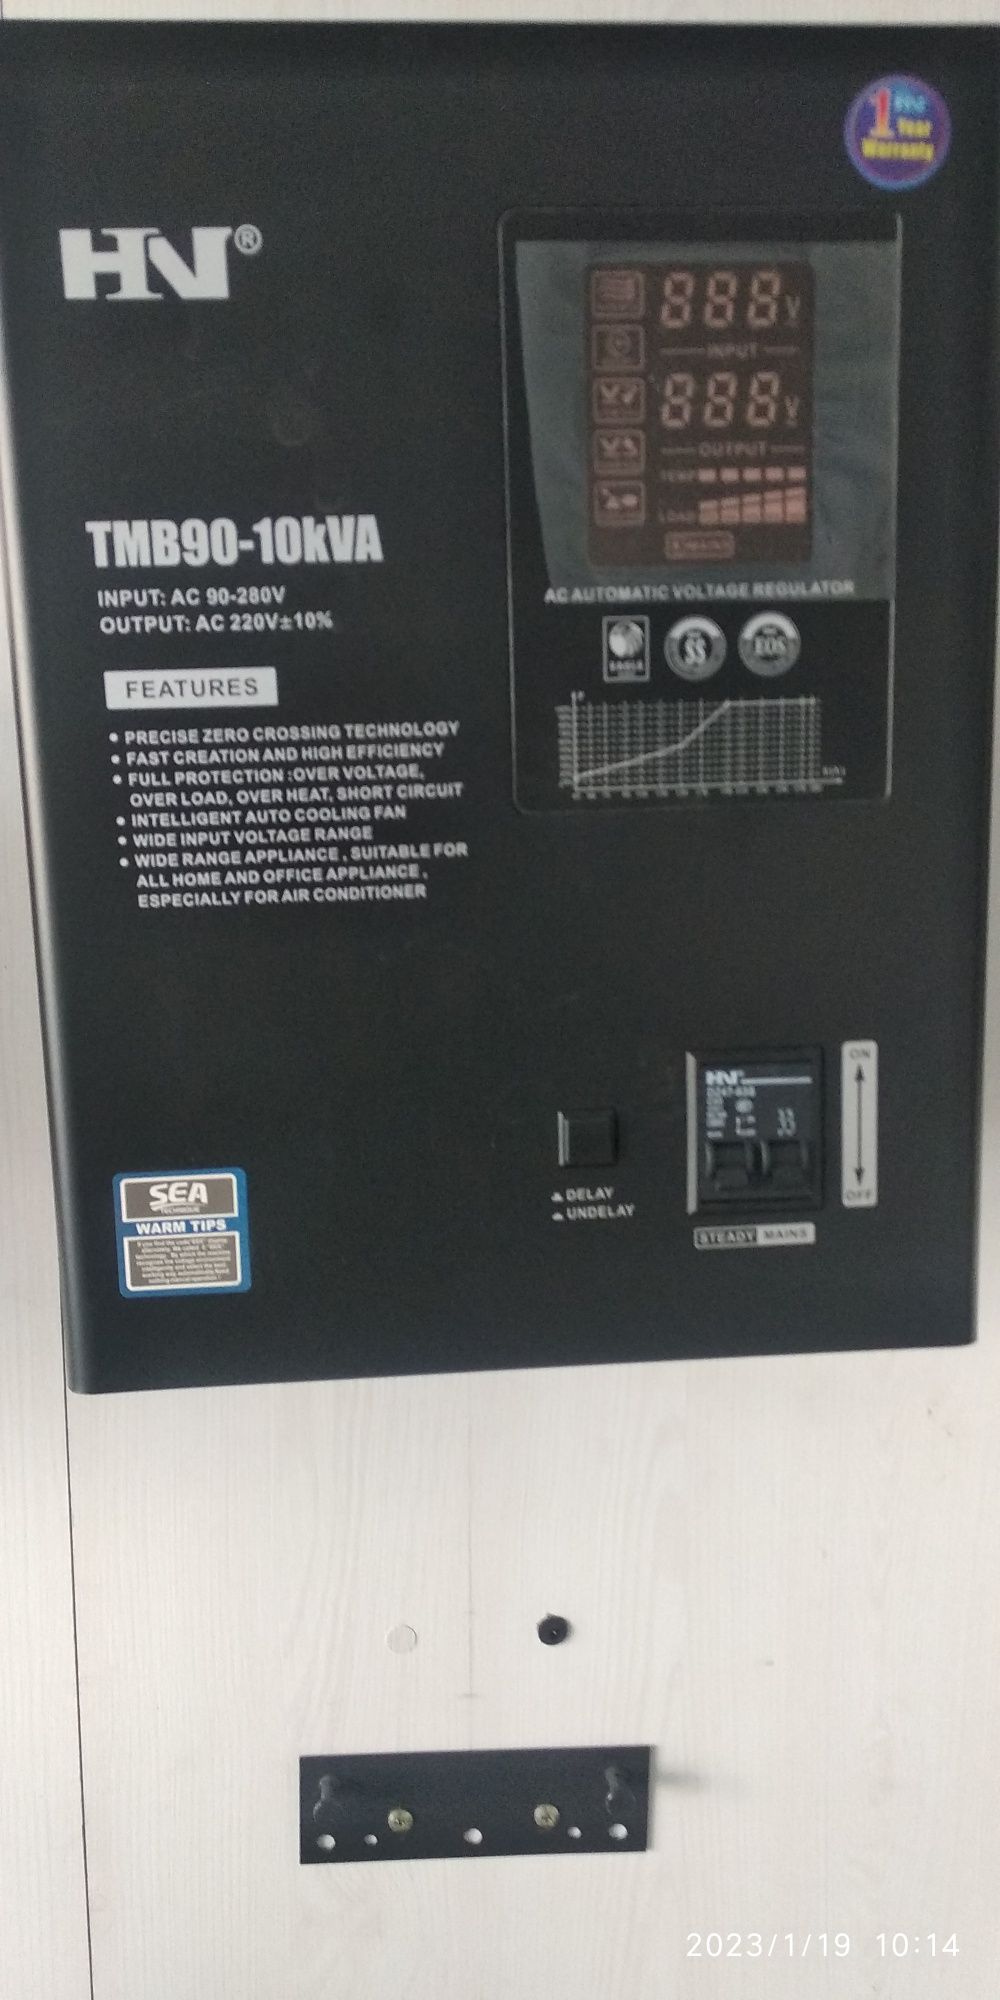 1 Year
Warranty
HN®
888V
INPUT
888V
OUTPUT
TEMP
LOAD
TMB90-10kVA
INPUT: AC 90-280V
OUTPUT: AC 220V±10%
AC AUTOMATIC VOLTAGE REGULATOR
EAGLE
SS
EOS
FEATURES
• PRECISE ZERO CROSSING TECHNOLOGY
• FAST CREATION AND HIGH EFFICIENCY
• FULL PROTECTION :OVER VOLTAGE,
OVER LOAD, OVER HEAT, SHORT CIRCUIT
• INTELLIGENT AUTO COOLING FAN
• WIDE INPUT VOLTAGE RANGE
• WIDE RANGE APPLIANCE , SUITABLE FOR
ALL HOME AND OFFICE APPLIANCE ,
ESPECIALLY FOR AIR CONDITIONER
HN
ON
OFF
DELAY
UNDELAY
STEADY MAINS
SEA
TECHNIQUE
WARM TIPS
2023/1/19 10:14